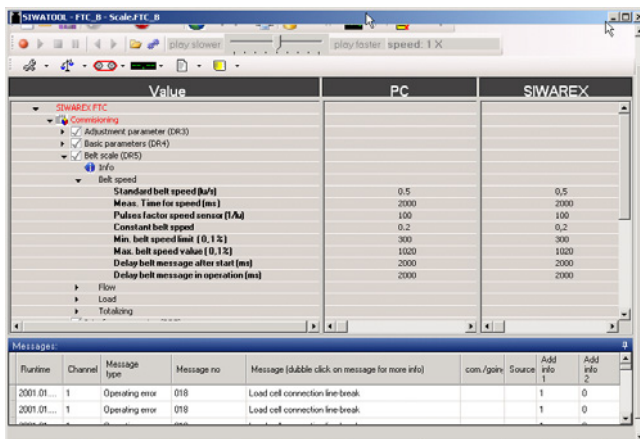 SIWATOOL - FTC_B - Scale.FTC_B
play slower
play faster speed: 1 X
Value PC SIWAREX
SIWAREX FTC
Commisioning
Adjustment parameter (DR3)
Basic parameters (DR4)
Belt scale (DR5)
Info
Belt speed
Standard belt speed (lu/s) 0.5 0,5
Meas. Time for speed (ms) 2000 2000
Pulses factor speed sensor (1/lu) 100 100
Constant belt spped 0.2 0,2
Min. belt speed limit ( 0,1%) 300 300
Max. belt speed value ( 0,1%) 1020 1020
Delay belt message after start (ms) 2000 2000
Delay belt message in operation (ms) 2000 2000
Flow
Load
Totalizing
Messages:
Runtime Channel Message type Message no Message (dubble click on message for more info) com./going Source Add info 1 Add info 2
2001.01.... 1 Operating error 018 Load cell connection line-break 1 0
2001.01.... 1 Operating error 018 Load cell connection line-break 1 0